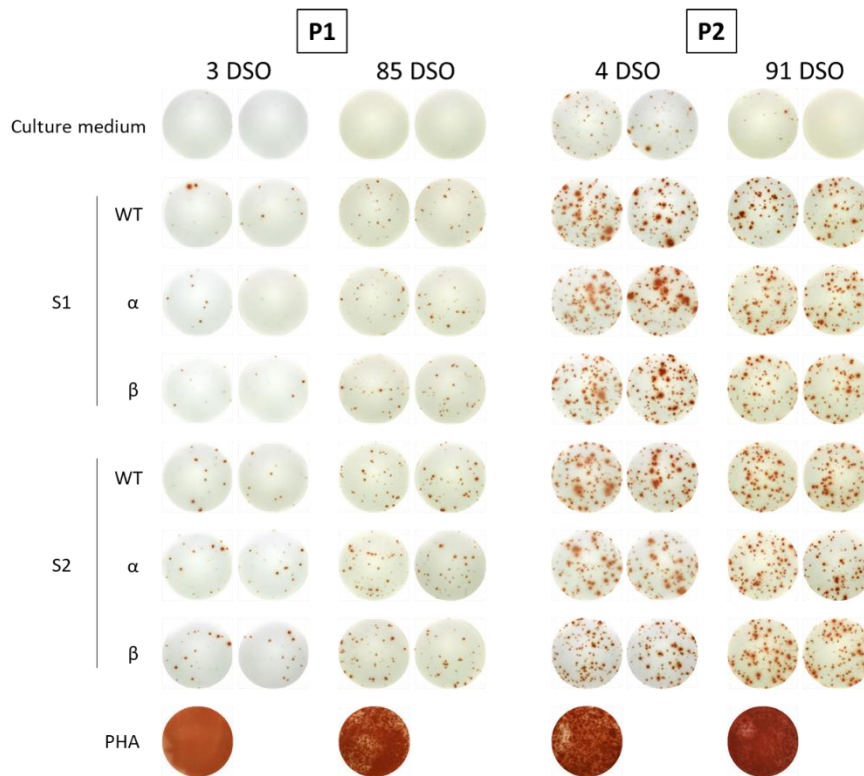 P1 P2
3 DSO 85 DSO 4 DSO 91 DSO
Culture medium
WT
S1 α
β
WT
S2 α
β
PHA